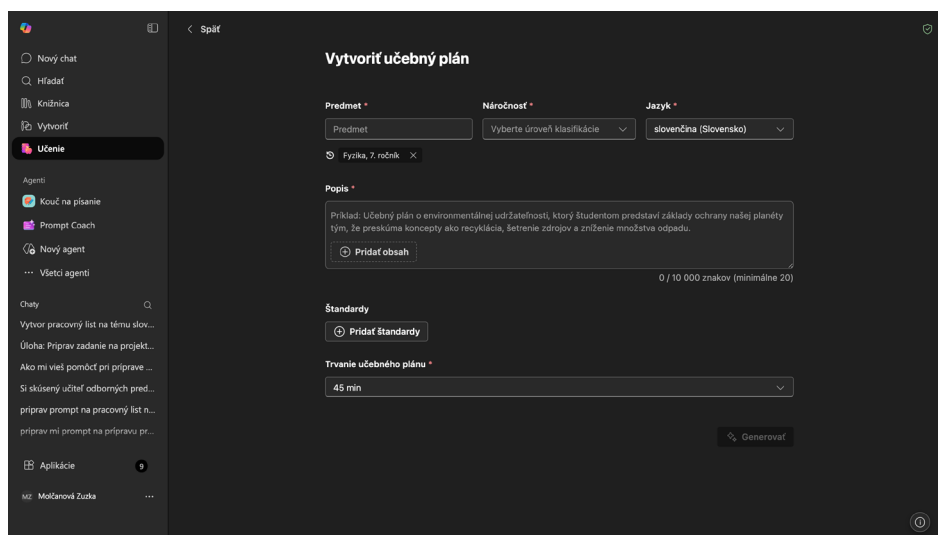 Nový chat
Hľadať
Knižnica
Vytvoriť
Učenie
Agenti
Kouč na písanie
Prompt Coach
Nový agent
Všetci agenti
Chaty
Vytvor pracovný list na tému slov...
Úloha: Priprav zadanie na projekt...
Ako mi vieš pomôcť pri príprave ...
Si skúsený učiteľ odborných pred...
priprav prompt na pracovný list n...
priprav mi prompt na prípravu pr...
Aplikácie 9
MZ Molčanová Zuzka
Späť
Vytvoriť učebný plán
Predmet * Náročnosť * Jazyk *
Predmet Vyberte úroveň klasifikácie slovenčina (Slovensko)
Fyzika, 7. ročník
Popis *
Príklad: Učebný plán o environmentálnej udržateľnosti, ktorý študentom predstaví základy ochrany našej planéty
tým, že preskúma koncepty ako recyklácia, šetrenie zdrojov a zníženie množstva odpadu.
Pridať obsah
0 / 10 000 znakov (minimálne 20)
Štandardy
Pridať štandardy
Trvanie učebného plánu *
45 min
Generovať